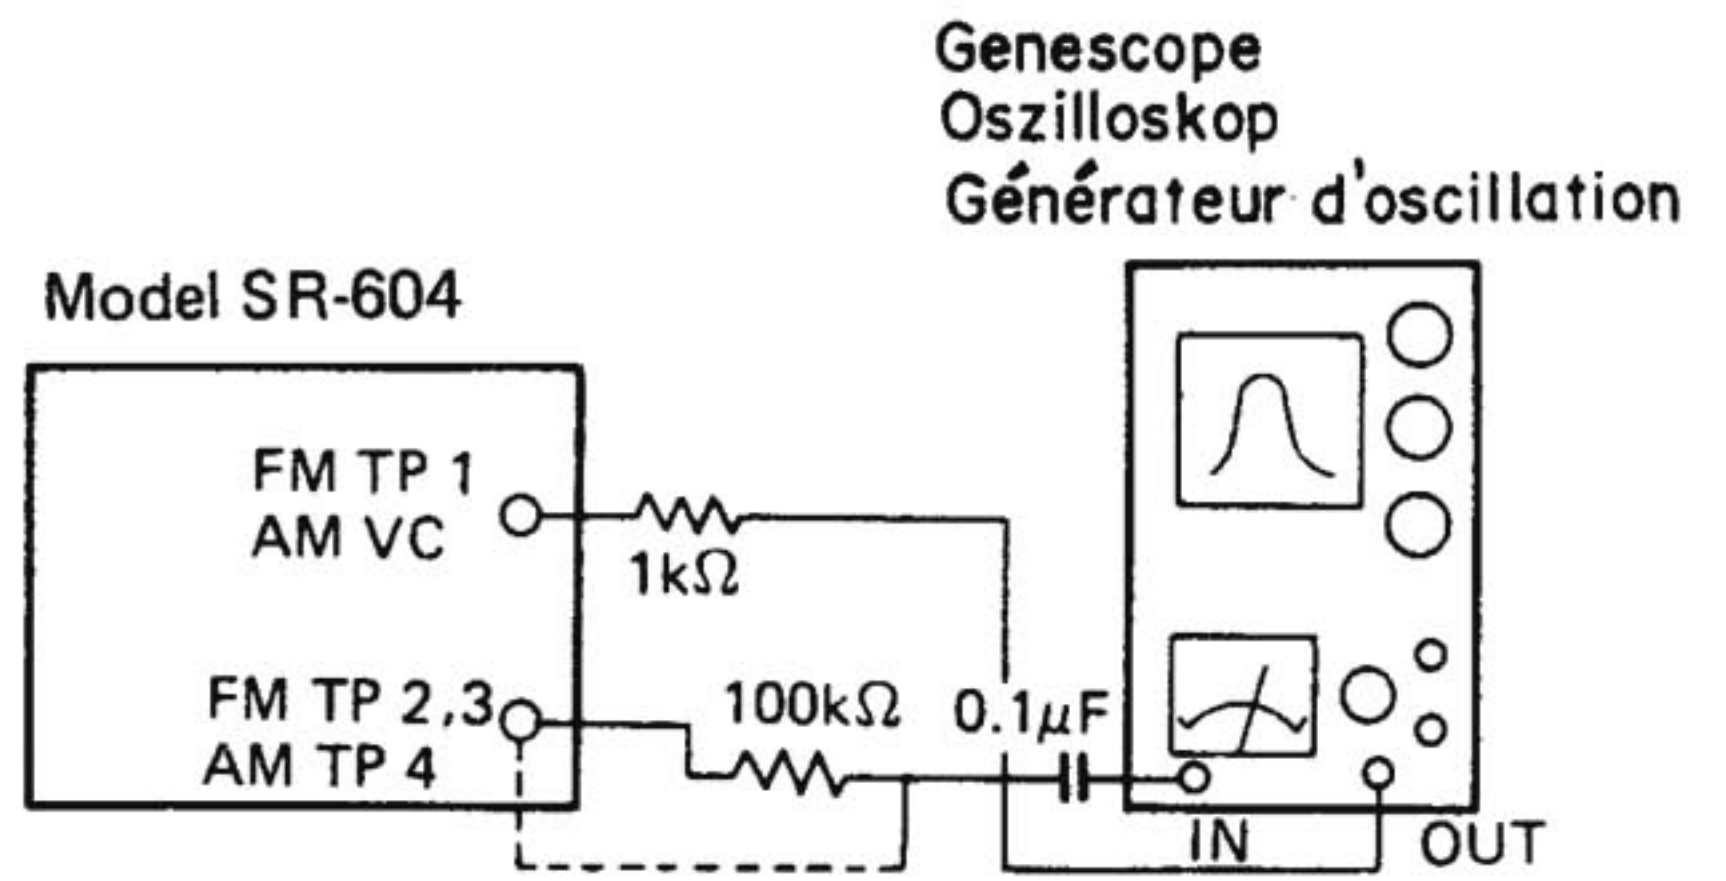 Genescope
Oszilloskop
Générateur d'oscillation
Model SR-604
FM TP 1
AM VC
1kΩ
FM TP 2,3
AM TP 4
100kΩ
0.1μF
IN
OUT